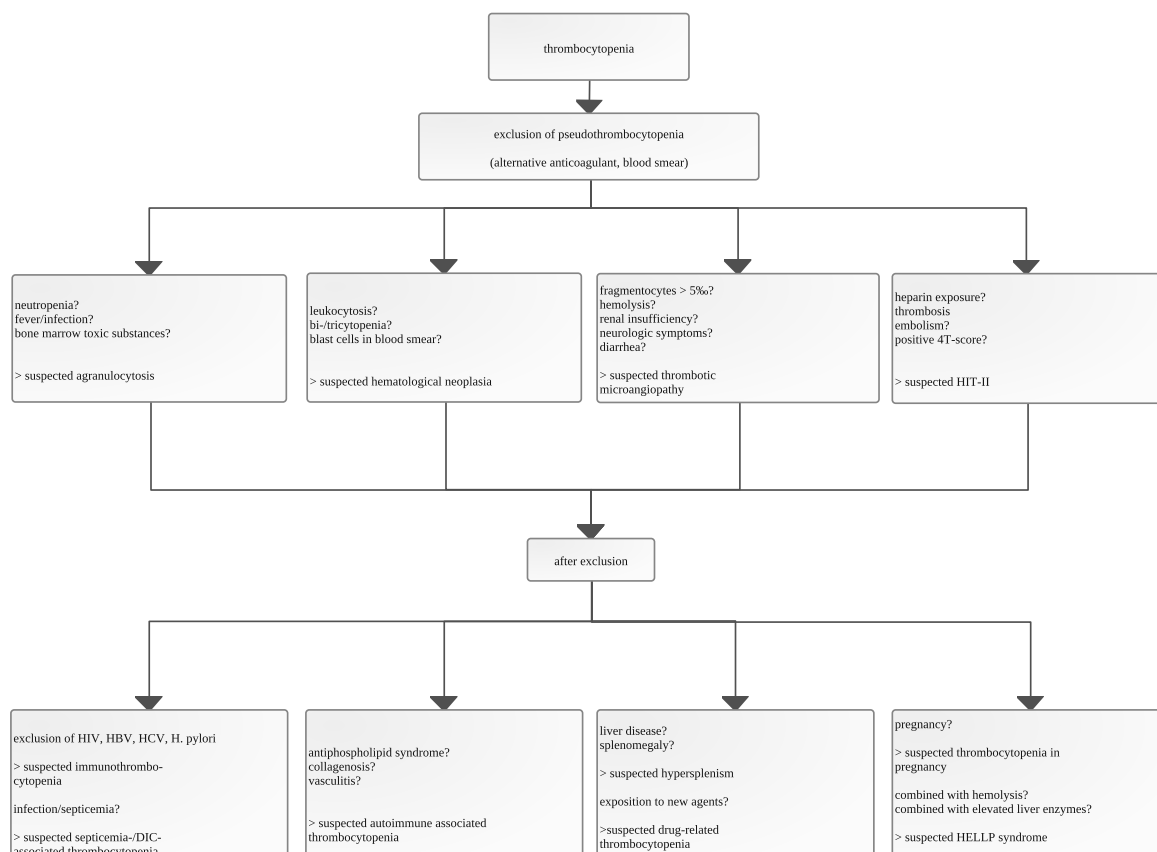 thrombocytopenia
exclusion of pseudothrombocytopenia
(alternative anticoagulant, blood smear)
neutropenia?
fever/infection?
bone marrow toxic substances?
> suspected agranulocytosis
leukocytosis?
bi-/tricytopenia?
blast cells in blood smear?
> suspected hematological neoplasia
fragmentocytes > 5‰?
hemolysis?
renal insufficiency?
neurologic symptoms?
diarrhea?
> suspected thrombotic
microangiopathy
heparin exposure?
thrombosis
embolism?
positive 4T-score?
> suspected HIT-II
after exclusion
exclusion of HIV, HBV, HCV, H. pylori
> suspected immunothrombo-
cytopenia
infection/septicemia?
> suspected septicemia-/DIC-
associated thrombocytopenia
antiphospholipid syndrome?
collagenosis?
vasculitis?
> suspected autoimmune associated
thrombocytopenia
liver disease?
splenomegaly?
> suspected hypersplenism
exposition to new agents?
>suspected drug-related
thrombocytopenia
pregnancy?
> suspected thrombocytopenia in
pregnancy
combined with hemolysis?
combined with elevated liver enzymes?
> suspected HELLP syndrome